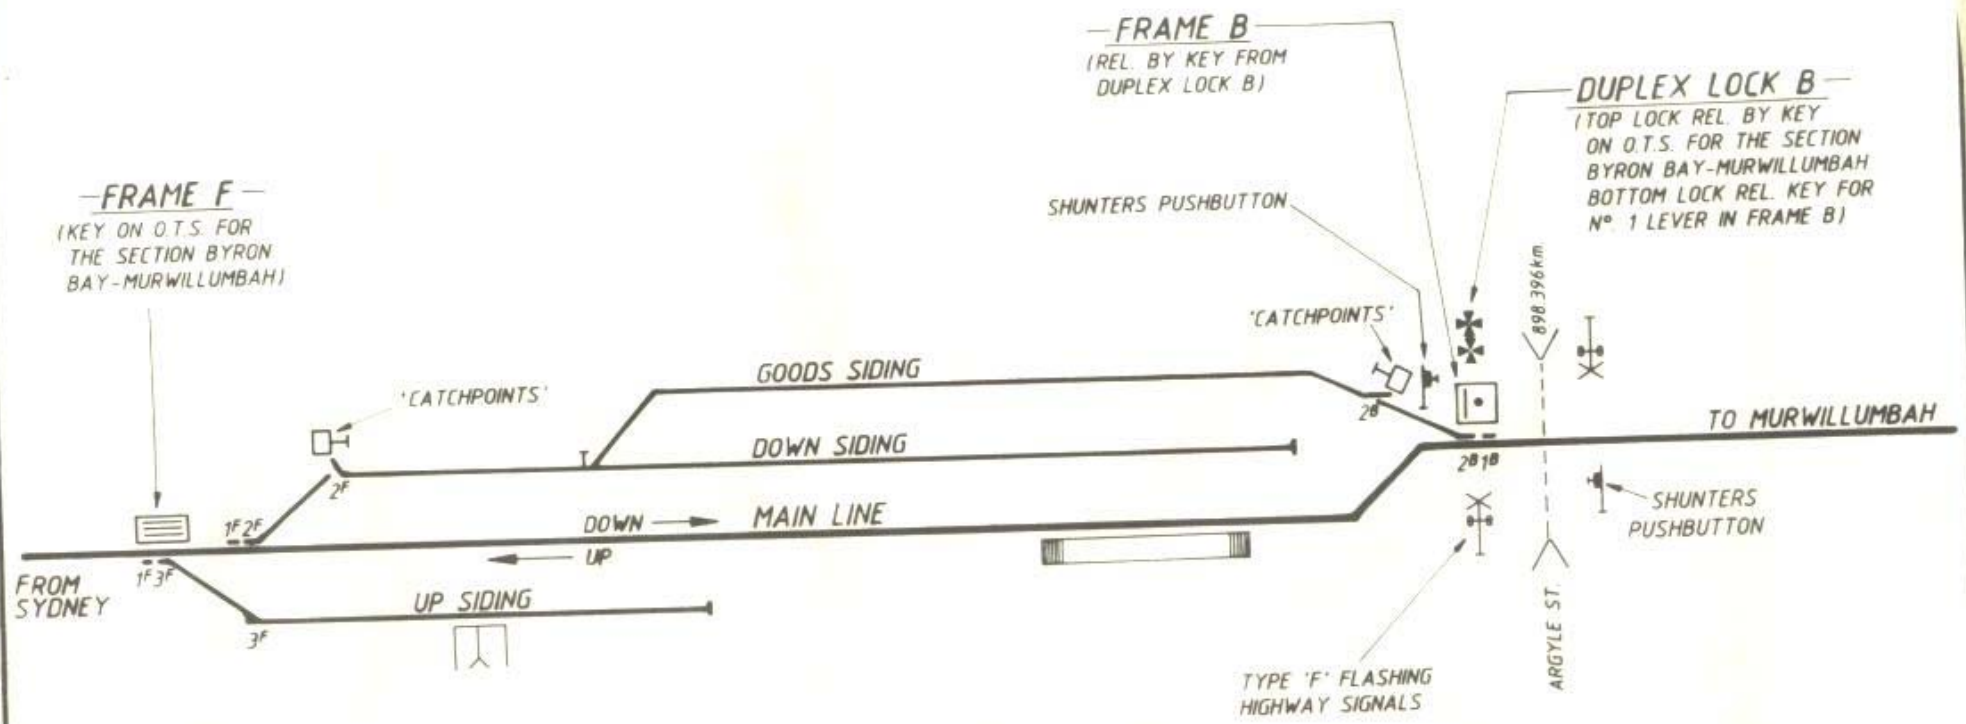 FRAME B
(REL. BY KEY FROM
DUPLEX LOCK B)
DUPLEX LOCK B
(TOP LOCK REL. BY KEY
ON O.T.S. FOR THE SECTION
BYRON BAY-MURWILLUMBAH
BOTTOM LOCK REL. KEY FOR
Nº. 1 LEVER IN FRAME B)
FRAME F
(KEY ON O.T.S. FOR
THE SECTION BYRON
BAY-MURWILLUMBAH)
SHUNTERS PUSHBUTTON
898.396km
'CATCHPOINTS'
GOODS SIDING
'CATCHPOINTS'
2B
TO MURWILLUMBAH
DOWN SIDING
2B 1B
2F
SHUNTERS
PUSHBUTTON
1F 2F
DOWN
MAIN LINE
UP
FROM
SYDNEY
1F 3F
UP SIDING
3F
ARGYLE ST.
TYPE 'F' FLASHING
HIGHWAY SIGNALS